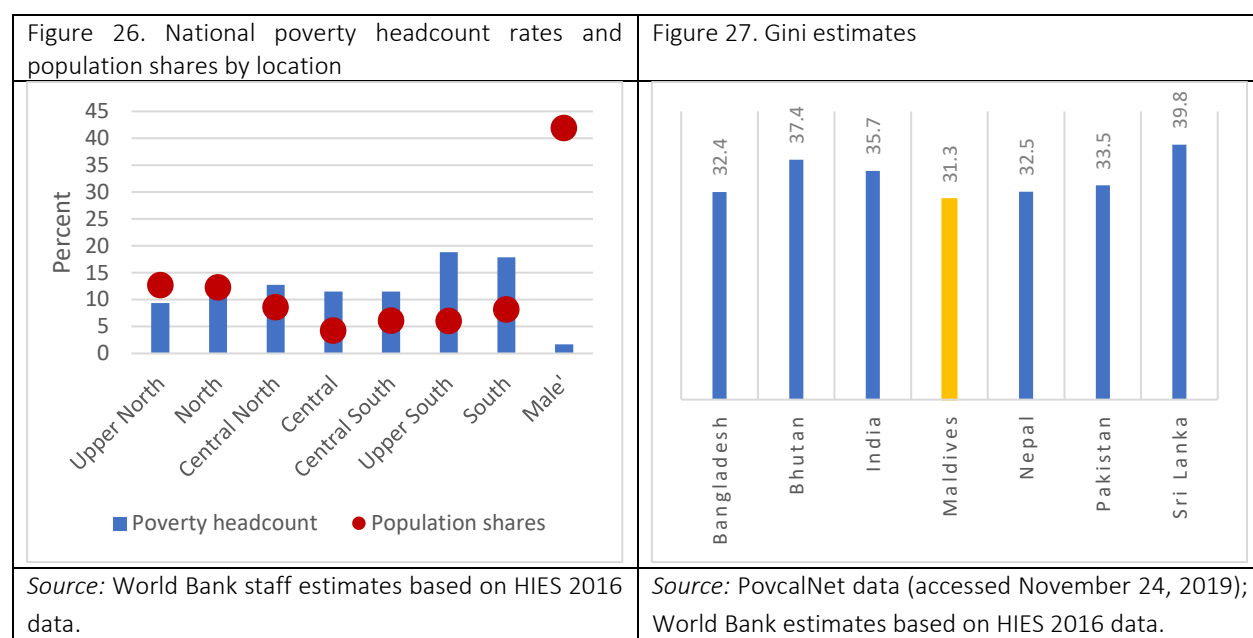 Figure 26. National poverty headcount rates and
population shares by location
Figure 27. Gini estimates
45
40
35
30
25
20
15
10
5
0
Percent
Upper North
North
Central North
Central
Central South
Upper South
South
Male'
Poverty headcount
Population shares
32.4
37.4
35.7
31.3
32.5
33.5
39.8
Bangladesh
Bhutan
India
Maldives
Nepal
Pakistan
Sri Lanka
Source: World Bank staff estimates based on HIES 2016
data.
Source: PovcalNet data (accessed November 24, 2019);
World Bank estimates based on HIES 2016 data.